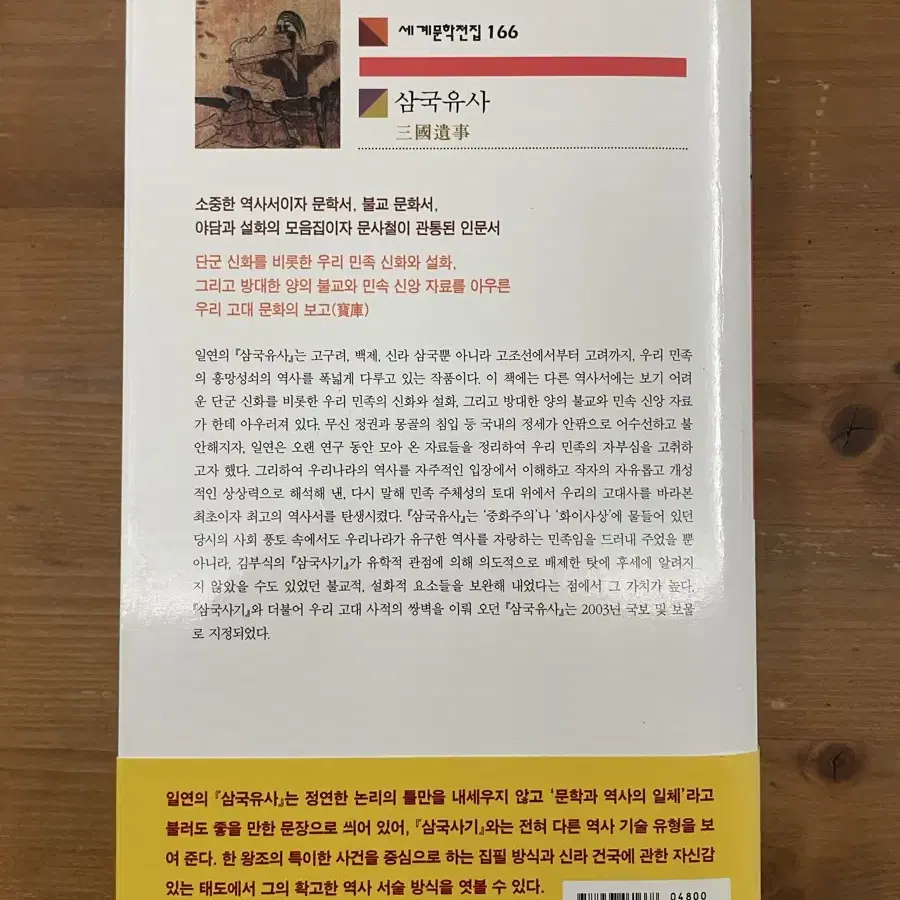 세계문학전집 166
삼국유사
三國遺事
소중한 역사서이자 문학서, 불교 문화서,
야담과 설화의 모음집이자 문사철이 관통된 인문서
단군 신화를 비롯한 우리 민족 신화와 설화,
그리고 방대한 양의 불교와 민속 신앙 자료를 아우른
우리 고대 문화의 보고(寶庫)
일연의 『삼국유사』는 고구려, 백제, 신라 삼국뿐 아니라 고조선에서부터 고려까지, 우리 민족
의 흥망성쇠의 역사를 폭넓게 다루고 있는 작품이다. 이 책에는 다른 역사서에는 보기 어려
운 단군 신화를 비롯한 우리 민족의 신화와 설화, 그리고 방대한 양의 불교와 민속 신앙 자료
가 한데 아우러져 있다. 무신 정권과 몽골의 침입 등 국내의 정세가 안팎으로 어수선하고 불
안해지자, 일연은 오랜 연구 동안 모아 온 자료들을 정리하여 우리 민족의 자부심을 고취하
고자 했다. 그리하여 우리나라의 역사를 자주적인 입장에서 이해하고 작자의 자유롭고 개성
적인 상상력으로 해석해 낸, 다시 말해 민족 주체성의 토대 위에서 우리의 고대사를 바라본
최초이자 최고의 역사서를 탄생시켰다. 『삼국유사』는 '중화주의'나 '화이사상'에 물들어 있던
당시의 사회 풍토 속에서도 우리나라가 유구한 역사를 자랑하는 민족임을 드러내 주었을 뿐
아니라, 김부식의 『삼국사기』가 유학적 관점에 의해 의도적으로 배제한 탓에 후세에 알려지
지 않았을 수도 있었던 불교적, 설화적 요소들을 보완해 내었다는 점에서 그 가치가 높다.
『삼국사기』와 더불어 우리 고대 사적의 쌍벽을 이뤄 오던 『삼국유사』는 2003년 국보 및 보물
로 지정되었다.
일연의 『삼국유사』는 정연한 논리의 틀만을 내세우지 않고 '문학과 역사의 일체'라고
불러도 좋을 만한 문장으로 씌어 있어, 『삼국사기』와는 전혀 다른 역사 기술 유형을 보
여 준다. 한 왕조의 특이한 사건을 중심으로 하는 집필 방식과 신라 건국에 관한 자신감
있는 태도에서 그의 확고한 역사 서술 방식을 엿볼 수 있다.
04800